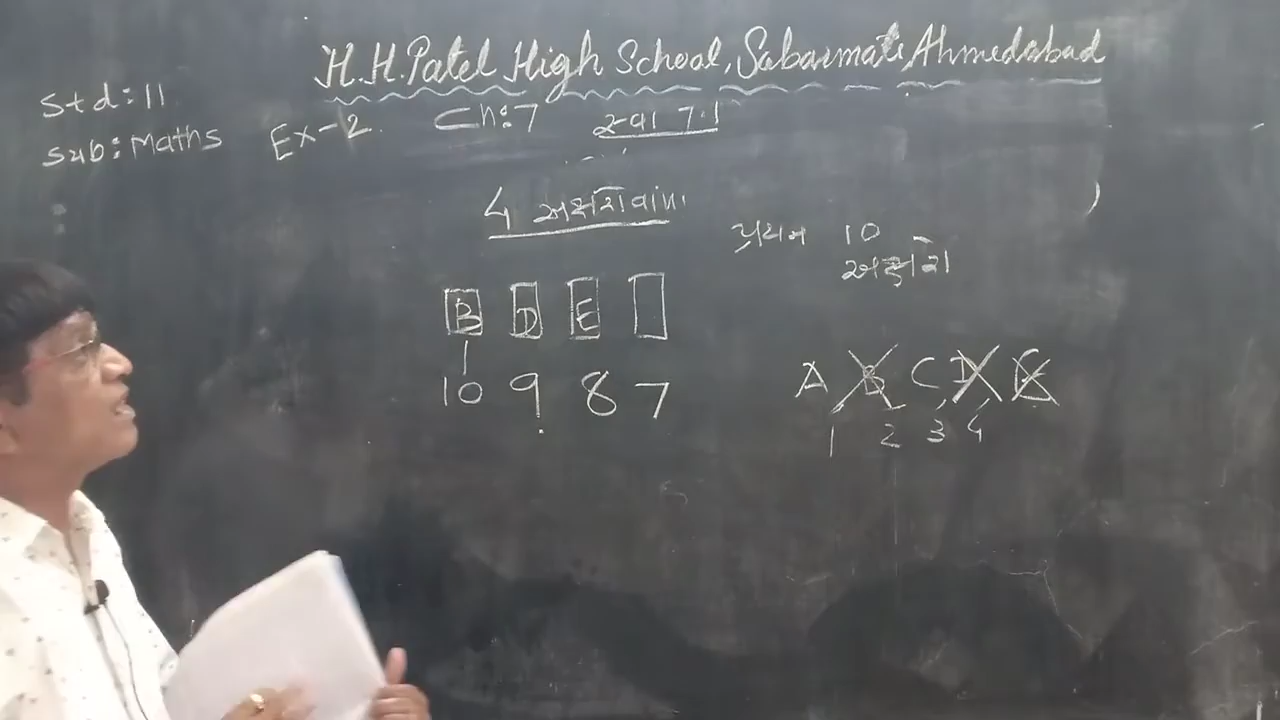 H.H.Patel High School, Sabarmati, Ahmedabad
Std:11
Sub: Maths Ex-2. Ch:7 સ્વા 7.1
4 અક્ષરોવાળા
પ્રથમ 10
અક્ષરો
B D E
10 9 8 7
A B C D E
1 2 3 4